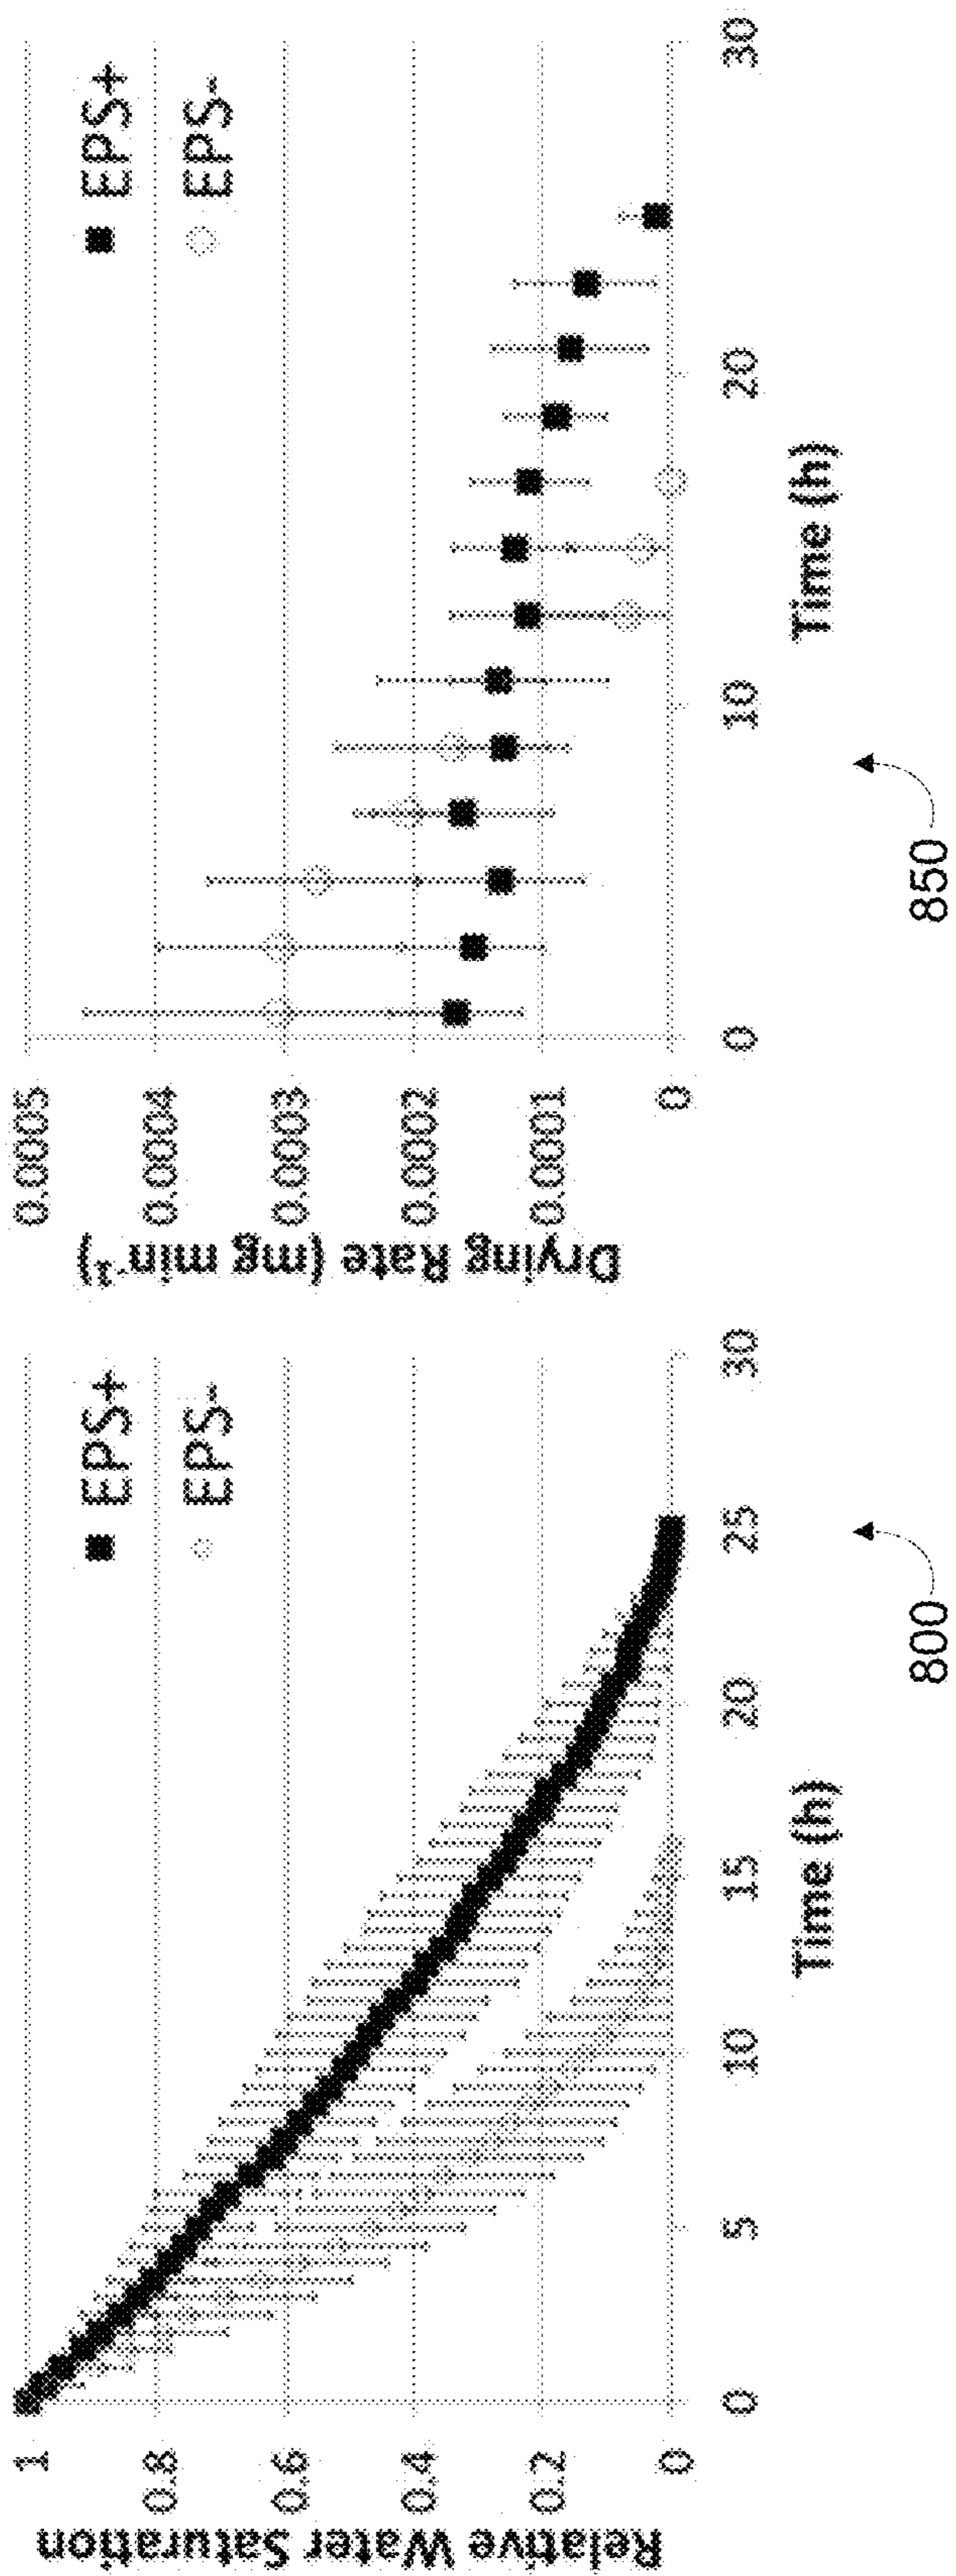 Relative Water Saturation
1
0.8
0.6
0.4
0.2
0
0 5 10 15 20 25 30
Time (h)
EPS+
EPS-
800
Drying Rate (mg min⁻¹)
0.0005
0.0004
0.0003
0.0002
0.0001
0
0 10 20 30
Time (h)
EPS+
EPS-
850